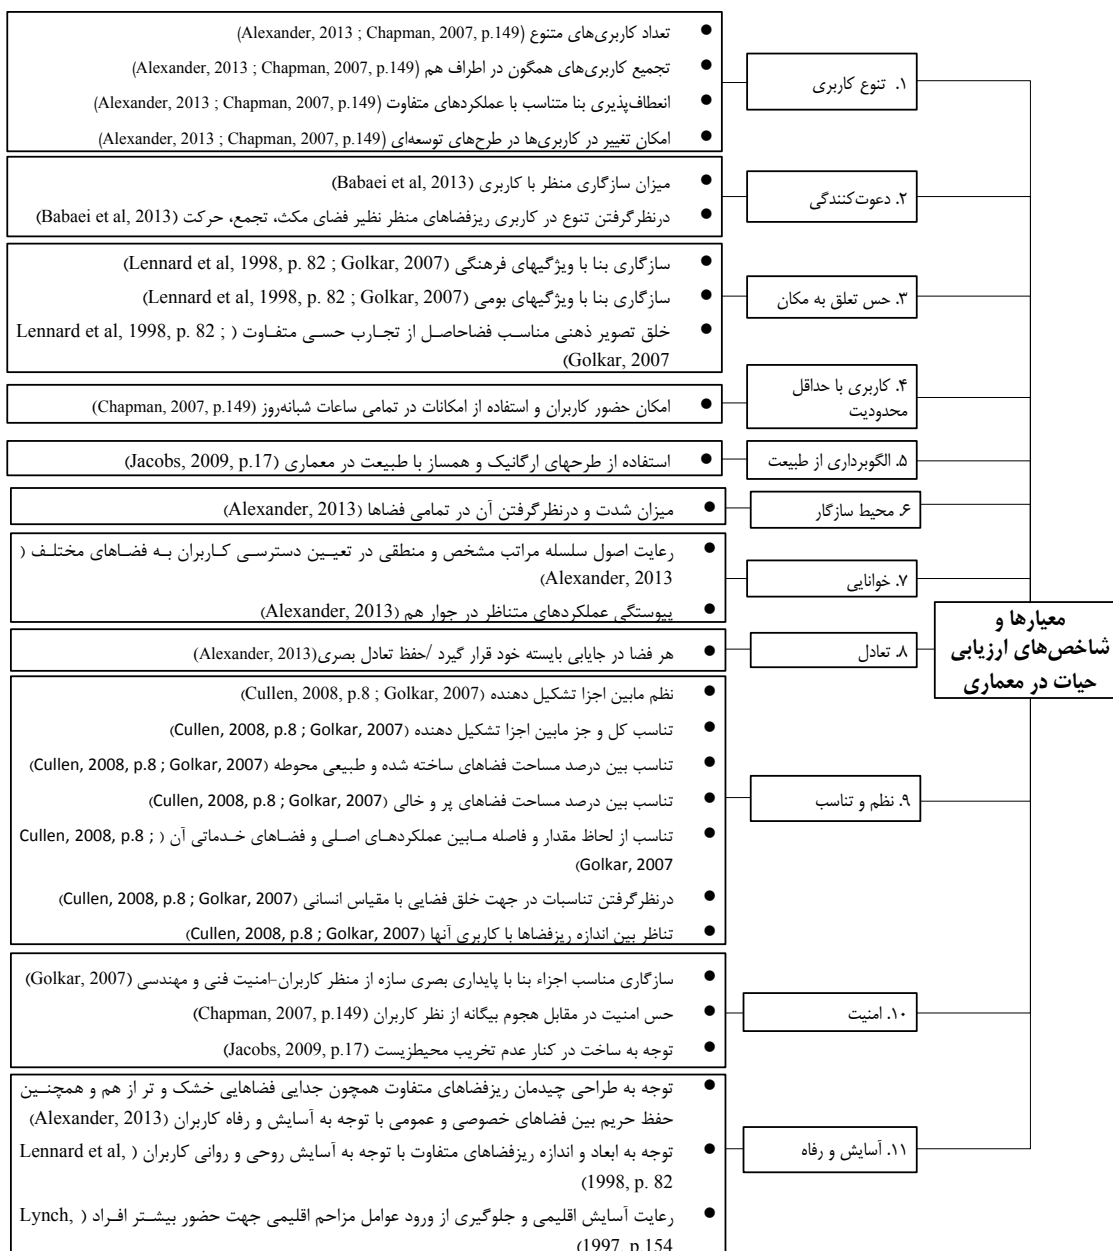 معیارها و
شاخص‌های ارزیابی
حیات در معماری
۱. تنوع کاربری
تعداد کاربری‌های متنوع (Alexander, 2013 ; Chapman, 2007, p.149)
تجمیع کاربری‌های همگون در اطراف هم (Alexander, 2013 ; Chapman, 2007, p.149)
انعطاف‌پذیری بنا متناسب با عملکردهای متفاوت (Alexander, 2013 ; Chapman, 2007, p.149)
امکان تغییر در کاربری‌ها در طرح‌های توسعه‌ای (Alexander, 2013 ; Chapman, 2007, p.149)
۲. دعوت‌کنندگی
میزان سازگاری منظر با کاربری (Babaei et al, 2013)
درنظرگرفتن تنوع در کاربری ریزفضاهای منظر نظیر فضای مکث، تجمع، حرکت (Babaei et al, 2013)
۳. حس تعلق به مکان
سازگاری بنا با ویژگیهای فرهنگی (Lennard et al, 1998, p. 82 ; Golkar, 2007)
سازگاری بنا با ویژگیهای بومی (Lennard et al, 1998, p. 82 ; Golkar, 2007)
خلق تصویر ذهنی مناسب فضاحاصل از تجارب حسی متفاوت ( Lennard et al, 1998, p. 82 ;
Golkar, 2007)
۴. کاربری با حداقل
محدودیت
امکان حضور کاربران و استفاده از امکانات در تمامی ساعات شبانه‌روز (Chapman, 2007, p.149)
۵. الگوبرداری از طبیعت
استفاده از طرحهای ارگانیک و همساز با طبیعت در معماری (Jacobs, 2009, p.17)
۶. محیط سازگار
میزان شدت و درنظرگرفتن آن در تمامی فضاها (Alexander, 2013)
۷. خوانایی
رعایت اصول سلسله مراتب مشخص و منطقی در تعیین دسترسی کاربران به فضاهای مختلف (
Alexander, 2013)
پیوستگی عملکردهای متناظر در جوار هم (Alexander, 2013)
۸. تعادل
هر فضا در جایابی بایسته خود قرار گیرد /حفظ تعادل بصری(Alexander, 2013)
۹. نظم و تناسب
نظم مابین اجزا تشکیل دهنده (Cullen, 2008, p.8 ; Golkar, 2007)
تناسب کل و جز مابین اجزا تشکیل دهنده (Cullen, 2008, p.8 ; Golkar, 2007)
تناسب بین درصد مساحت فضاهای ساخته شده و طبیعی محوطه (Cullen, 2008, p.8 ; Golkar, 2007)
تناسب بین درصد مساحت فضاهای پر و خالی (Cullen, 2008, p.8 ; Golkar, 2007)
تناسب از لحاظ مقدار و فاصله مابین عملکردهای اصلی و فضاهای خدماتی آن ( Cullen, 2008, p.8 ;
Golkar, 2007)
درنظرگرفتن تناسبات در جهت خلق فضایی با مقیاس انسانی (Cullen, 2008, p.8 ; Golkar, 2007)
تناظر بین اندازه ریزفضاها با کاربری آنها (Cullen, 2008, p.8 ; Golkar, 2007)
۱۰. امنیت
سازگاری مناسب اجزاء بنا با پایداری بصری سازه از منظر کاربران-امنیت فنی و مهندسی (Golkar, 2007)
حس امنیت در مقابل هجوم بیگانه از نظر کاربران (Chapman, 2007, p.149)
توجه به ساخت در کنار عدم تخریب محیط‌زیست (Jacobs, 2009, p.17)
۱۱. آسایش و رفاه
توجه به طراحی چیدمان ریزفضاهای متفاوت همچون جدایی فضاهایی خشک و تر از هم و همچنین
حفظ حریم بین فضاهای خصوصی و عمومی با توجه به آسایش و رفاه کاربران (Alexander, 2013)
توجه به ابعاد و اندازه ریزفضاهای متفاوت با توجه به آسایش روحی و روانی کاربران ( Lennard et al,
1998, p. 82)
رعایت آسایش اقلیمی و جلوگیری از ورود عوامل مزاحم اقلیمی جهت حضور بیشتر افراد ( Lynch,
1997, p.154)